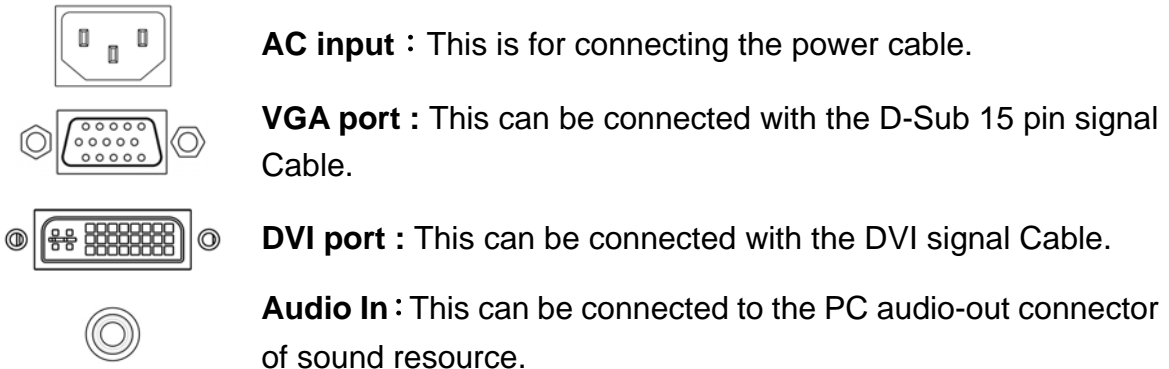 AC input：This is for connecting the power cable.
VGA port : This can be connected with the D-Sub 15 pin signal
Cable.
DVI port : This can be connected with the DVI signal Cable.
Audio In：This can be connected to the PC audio-out connector
of sound resource.